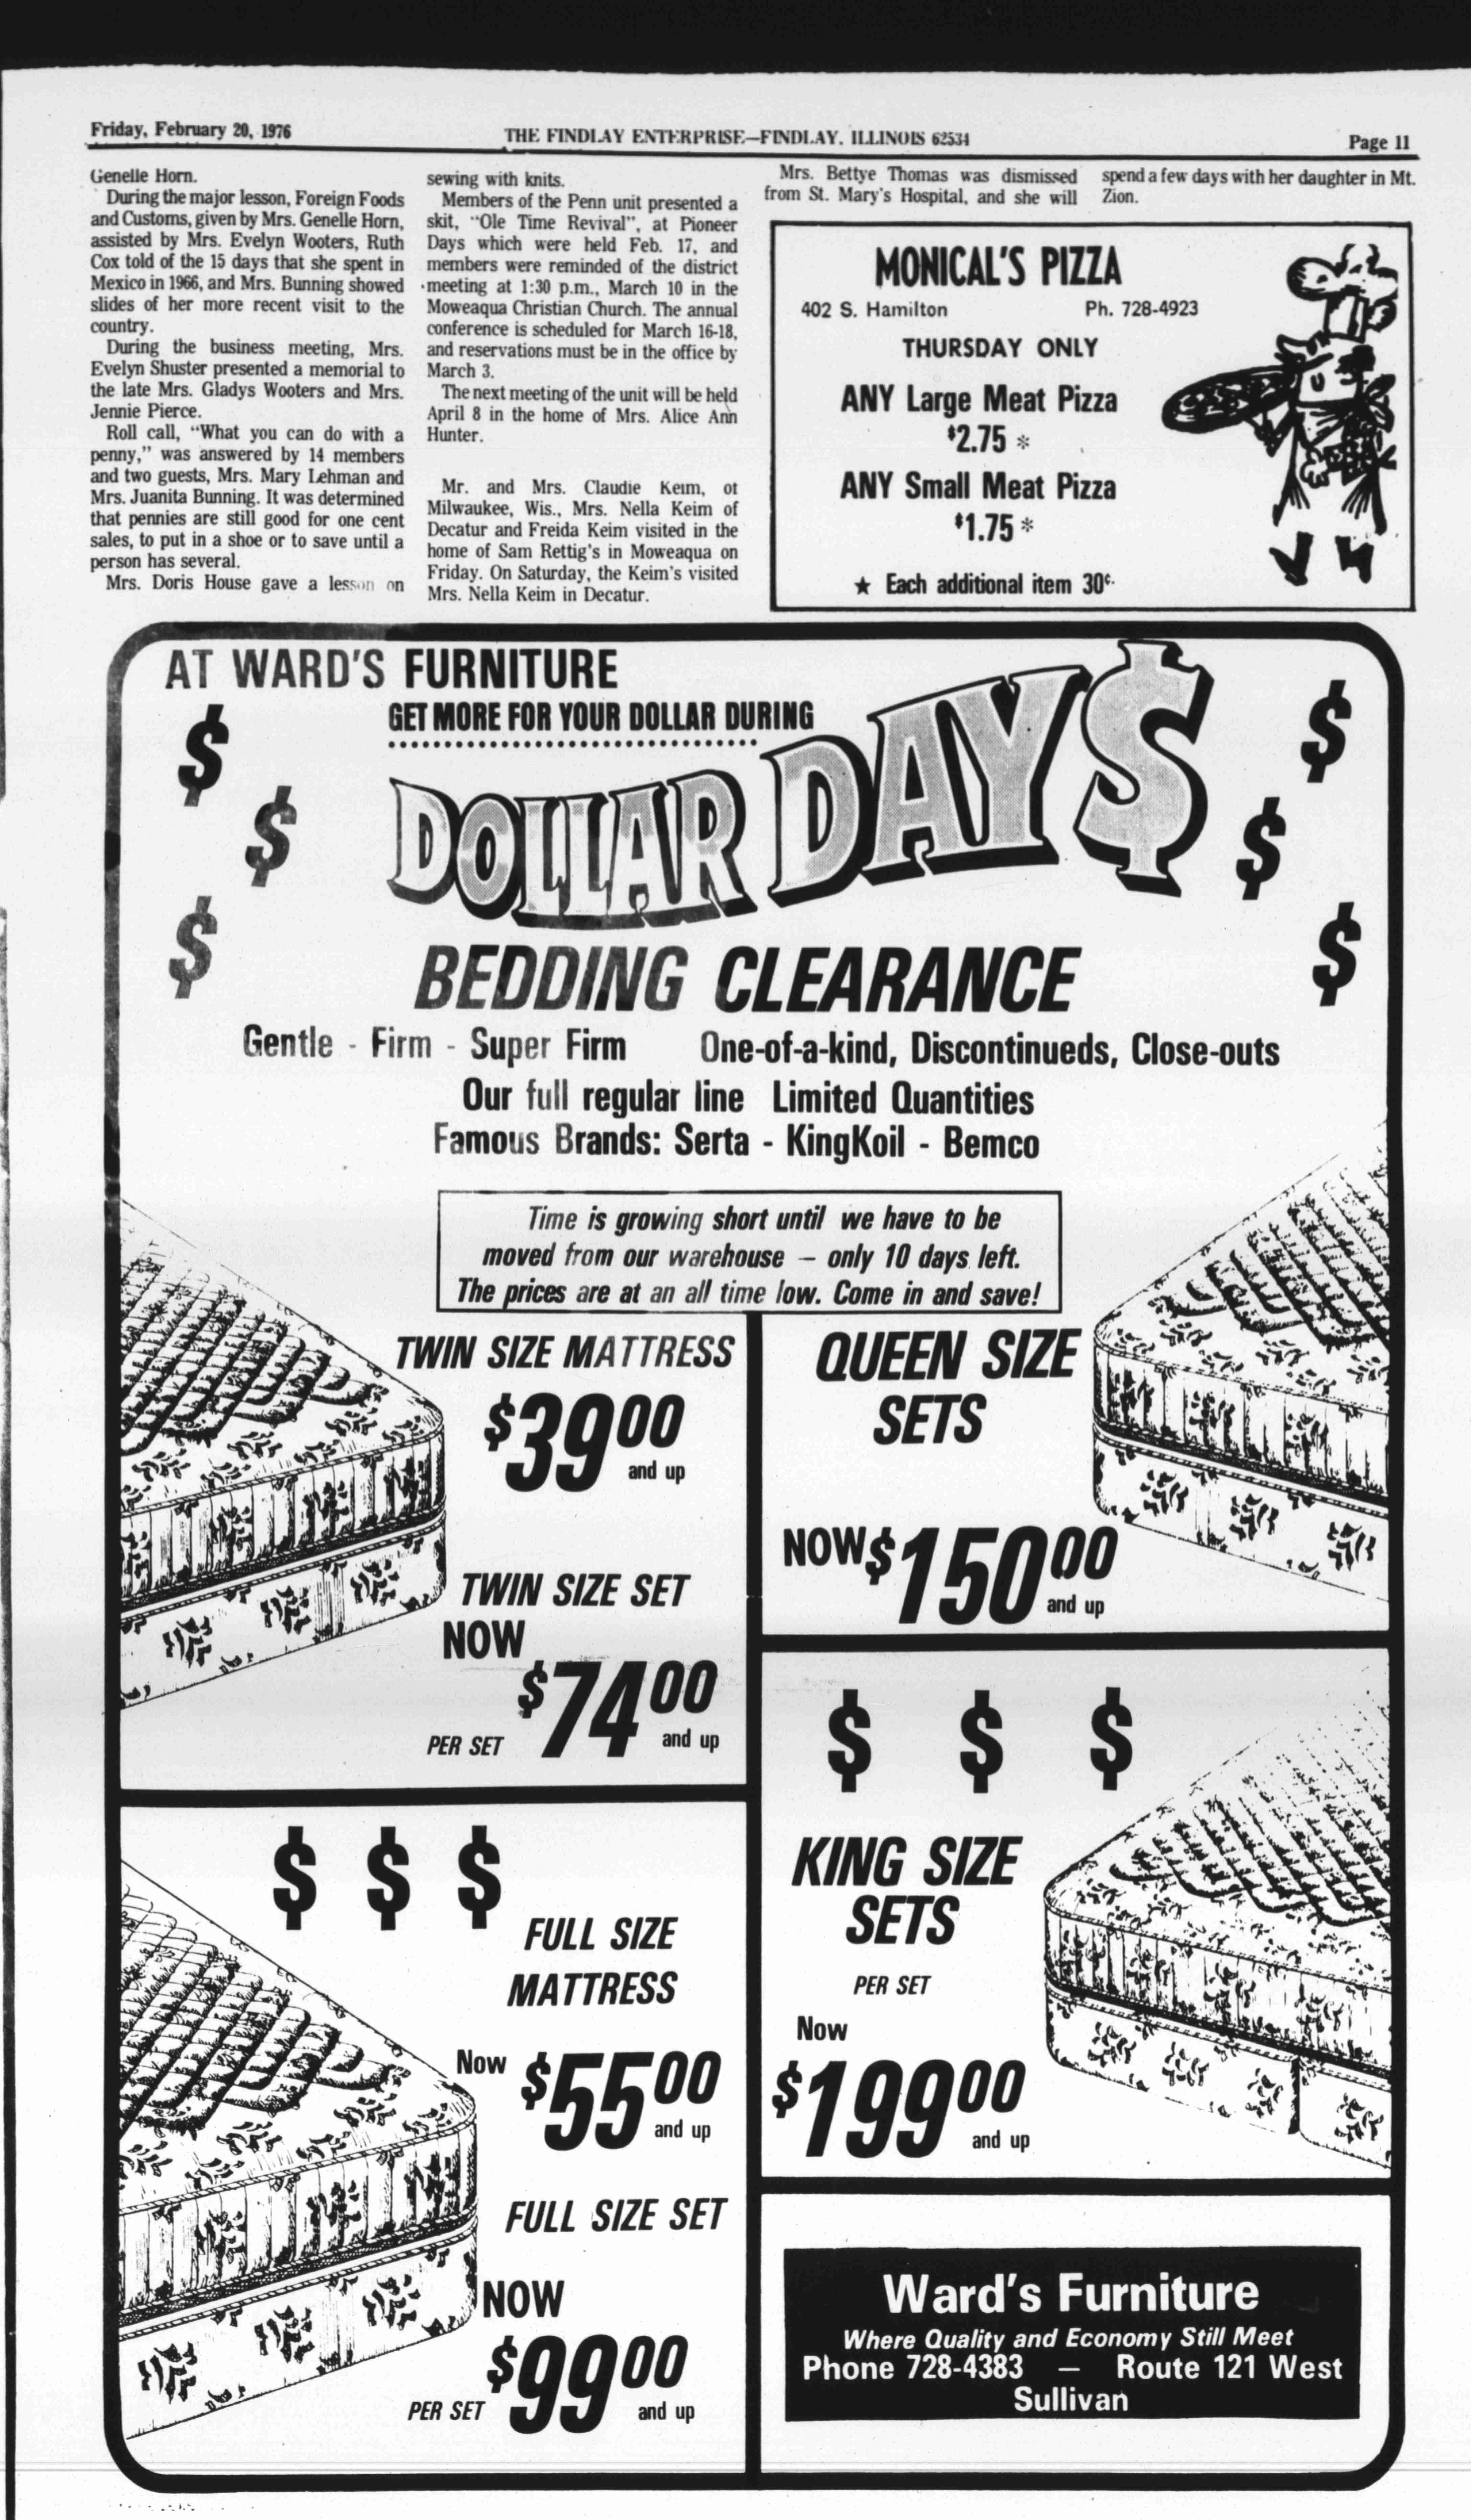 Friday, February 20, 1976
THE FINDLAY ENTERPRISE—FINDLAY, ILLINOIS 62534
Page 11
Genelle Horn.
During the major lesson, Foreign Foods
and Customs, given by Mrs. Genelle Horn,
assisted by Mrs. Evelyn Wooters, Ruth
Cox told of the 15 days that she spent in
Mexico in 1966, and Mrs. Bunning showed
slides of her more recent visit to the
country.
During the business meeting, Mrs.
Evelyn Shuster presented a memorial to
the late Mrs. Gladys Wooters and Mrs.
Jennie Pierce.
Roll call, "What you can do with a
penny," was answered by 14 members
and two guests, Mrs. Mary Lehman and
Mrs. Juanita Bunning. It was determined
that pennies are still good for one cent
sales, to put in a shoe or to save until a
person has several.
Mrs. Doris House gave a lesson on
sewing with knits.
Members of the Penn unit presented a
skit, "Ole Time Revival", at Pioneer
Days which were held Feb. 17, and
members were reminded of the district
meeting at 1:30 p.m., March 10 in the
Moweaqua Christian Church. The annual
conference is scheduled for March 16-18,
and reservations must be in the office by
March 3.
The next meeting of the unit will be held
April 8 in the home of Mrs. Alice Ann
Hunter.
Mr. and Mrs. Claudie Keim, of
Milwaukee, Wis., Mrs. Nella Keim of
Decatur and Freida Keim visited in the
home of Sam Rettig's in Moweaqua on
Friday. On Saturday, the Keim's visited
Mrs. Nella Keim in Decatur.
Mrs. Bettye Thomas was dismissed
from St. Mary's Hospital, and she will
spend a few days with her daughter in Mt.
Zion.
MONICAL'S PIZZA
402 S. Hamilton Ph. 728-4923
THURSDAY ONLY
ANY Large Meat Pizza
$2.75 *
ANY Small Meat Pizza
$1.75 *
★ Each additional item 30¢.
AT WARD'S FURNITURE
GET MORE FOR YOUR DOLLAR DURING
DOLLAR DAY$
$ $ $
$ $ $
BEDDING CLEARANCE
Gentle - Firm - Super Firm One-of-a-kind, Discontinueds, Close-outs
Our full regular line Limited Quantities
Famous Brands: Serta - KingKoil - Bemco
Time is growing short until we have to be
moved from our warehouse — only 10 days left.
The prices are at an all time low. Come in and save!
TWIN SIZE MATTRESS
$39 00
and up
TWIN SIZE SET
NOW
$74 00
PER SET and up
QUEEN SIZE
SETS
NOW $150 00
and up
$ $ $
FULL SIZE
MATTRESS
Now $55 00
and up
FULL SIZE SET
NOW
$99 00
PER SET and up
$ $ $
KING SIZE
SETS
PER SET
Now
$199 00
and up
Ward's Furniture
Where Quality and Economy Still Meet
Phone 728-4383 — Route 121 West
Sullivan